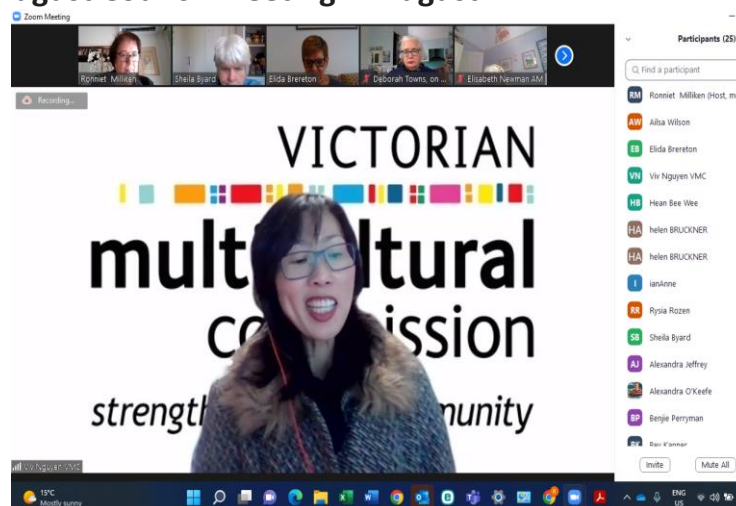 Zoom Meeting
Participants (25)
Ronniet Milliken
Sheila Byard
Elida Brereton
Deborah Towns, on ...
Elisabeth Newman AM
Find a participant
Recording...
RM Ronniet Milliken (Host, m
AW Ailsa Wilson
EB Elida Brereton
VN Viv Nguyen VMC
HB Hean Bee Wee
HA helen BRUCKNER
HA helen BRUCKNER
I ianAnne
RR Rysia Rozen
SB Sheila Byard
AJ Alexandra Jeffrey
Alexandra O'Keefe
BP Benjie Perryman
VICTORIAN
mult ltural
co ission
strengt munity
Viv Nguyen VMC
Invite
Mute All
15°C
Mostly sunny
ENG
US